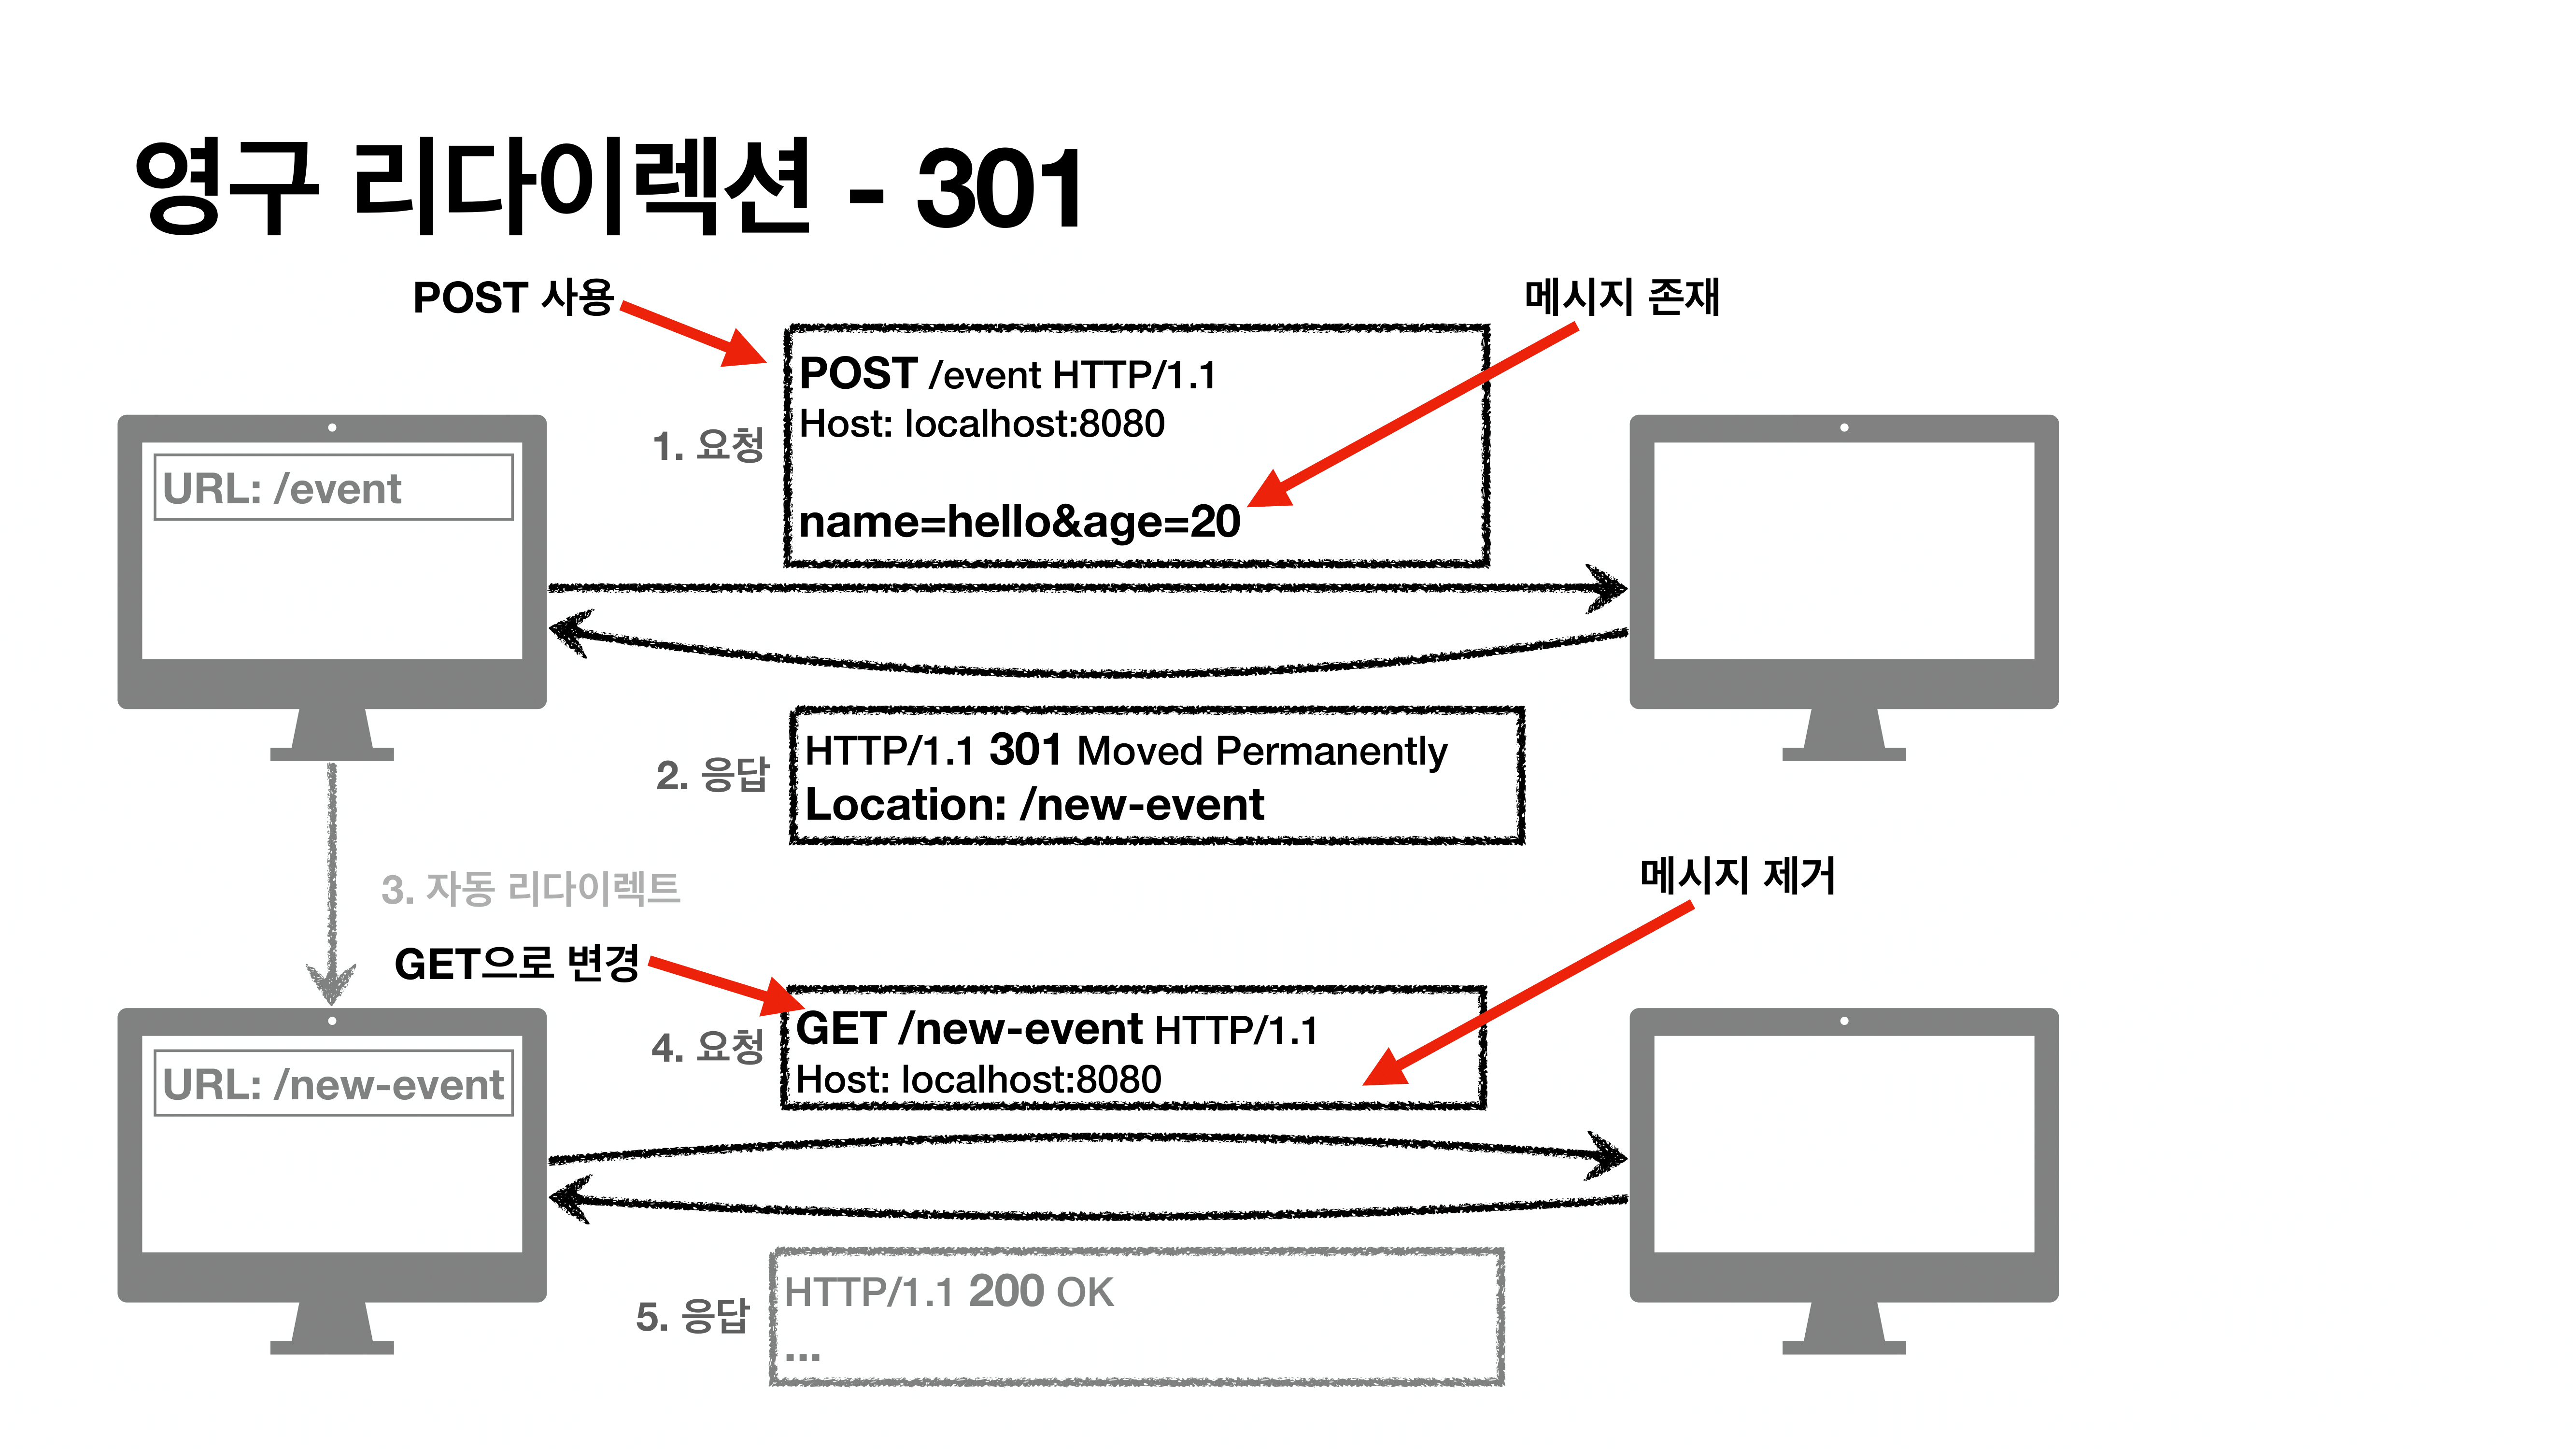 영구 리다이렉션 - 301
POST 사용
메시지 존재
POST /event HTTP/1.1
Host: localhost:8080
1. 요청
name=hello&age=20
URL: /event
2. 응답
HTTP/1.1 301 Moved Permanently
Location: /new-event
3. 자동 리다이렉트
메시지 제거
GET으로 변경
4. 요청
GET /new-event HTTP/1.1
Host: localhost:8080
URL: /new-event
5. 응답
HTTP/1.1 200 OK
...